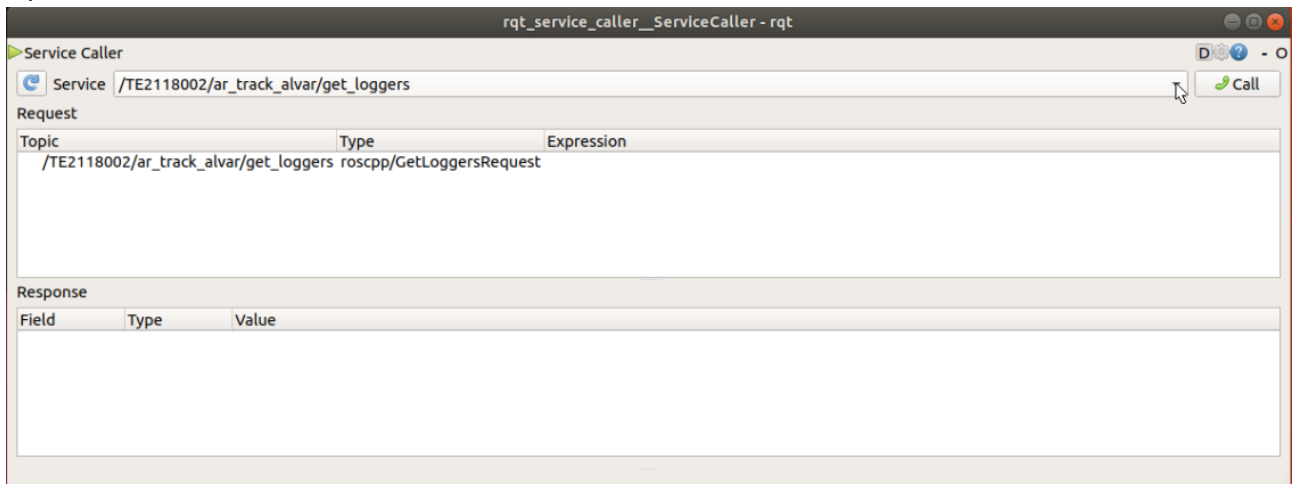 rqt_service_caller__ServiceCaller - rqt
Service Caller D ? - O
Service /TE2118002/ar_track_alvar/get_loggers Call
Request
Topic Type Expression
/TE2118002/ar_track_alvar/get_loggers roscpp/GetLoggersRequest
Response
Field Type Value